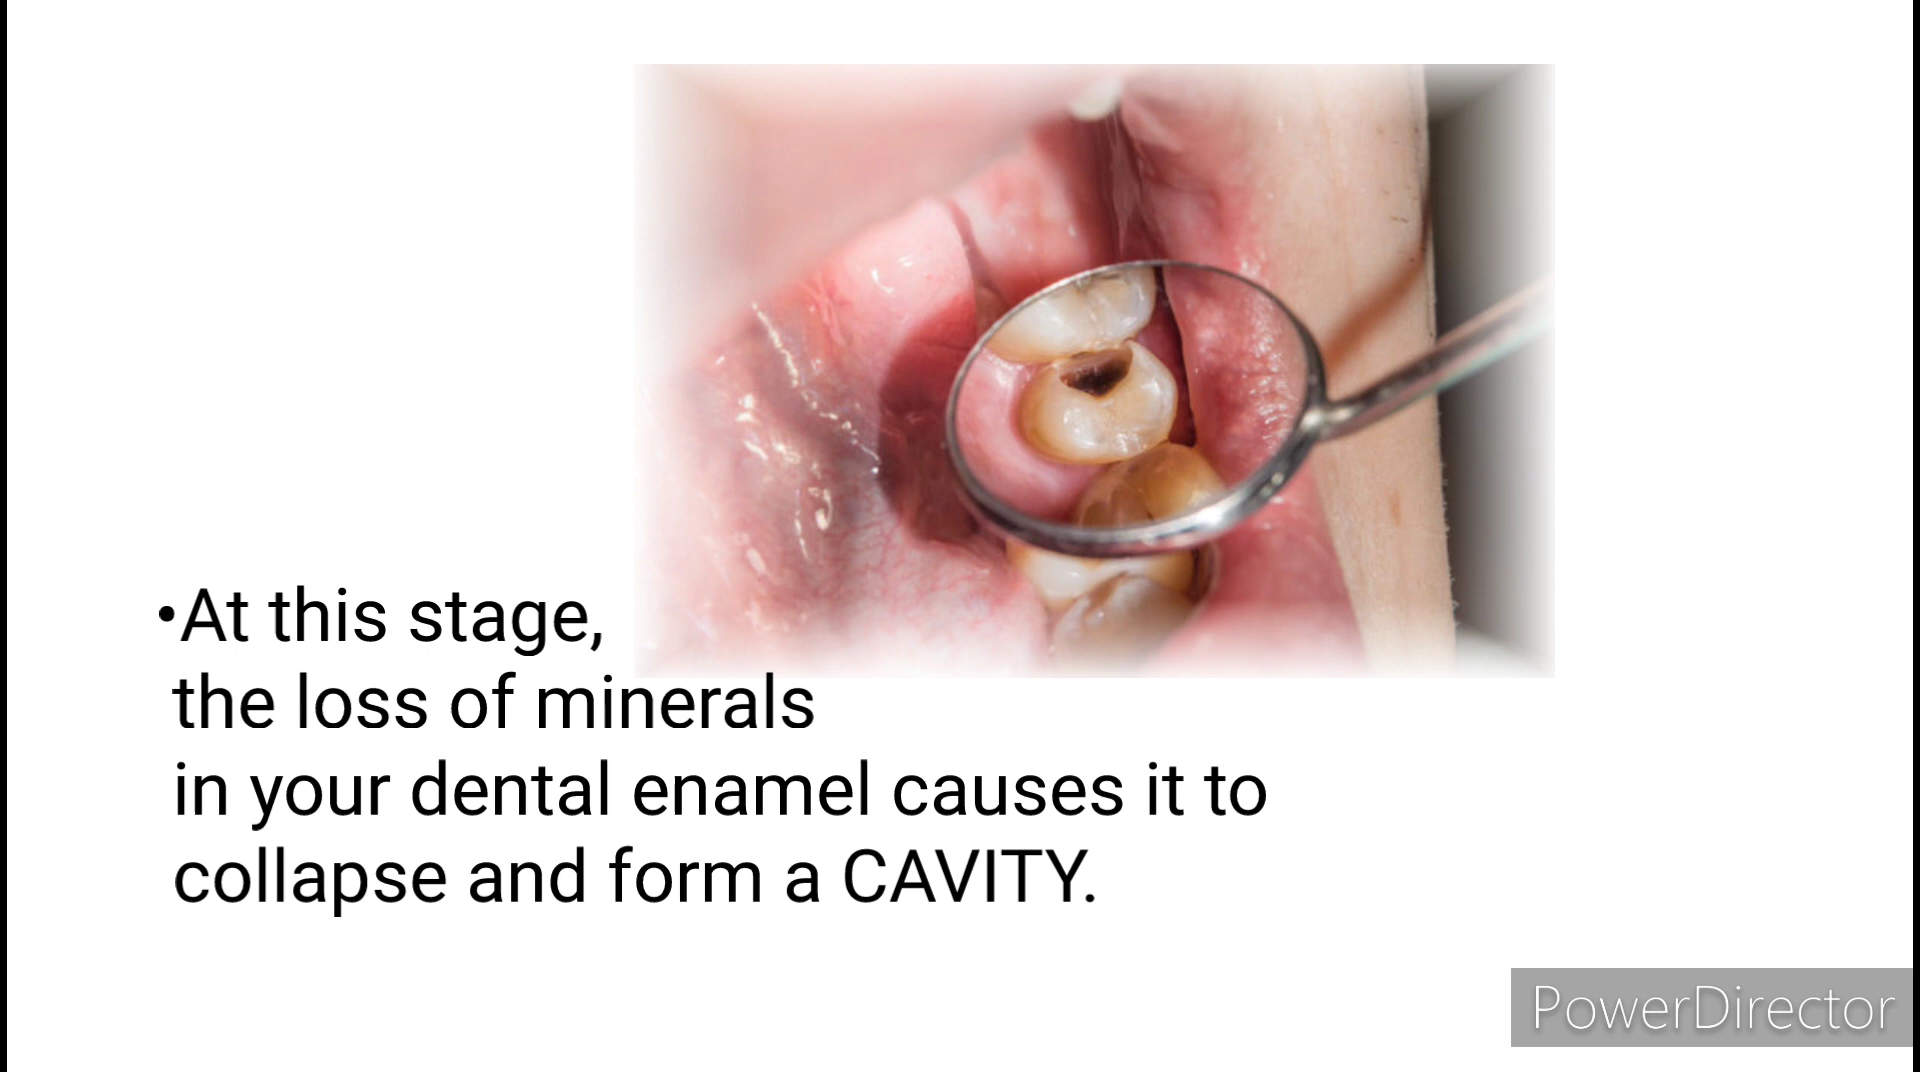 •At this stage,
the loss of minerals
in your dental enamel causes it to
collapse and form a CAVITY.
PowerDirector